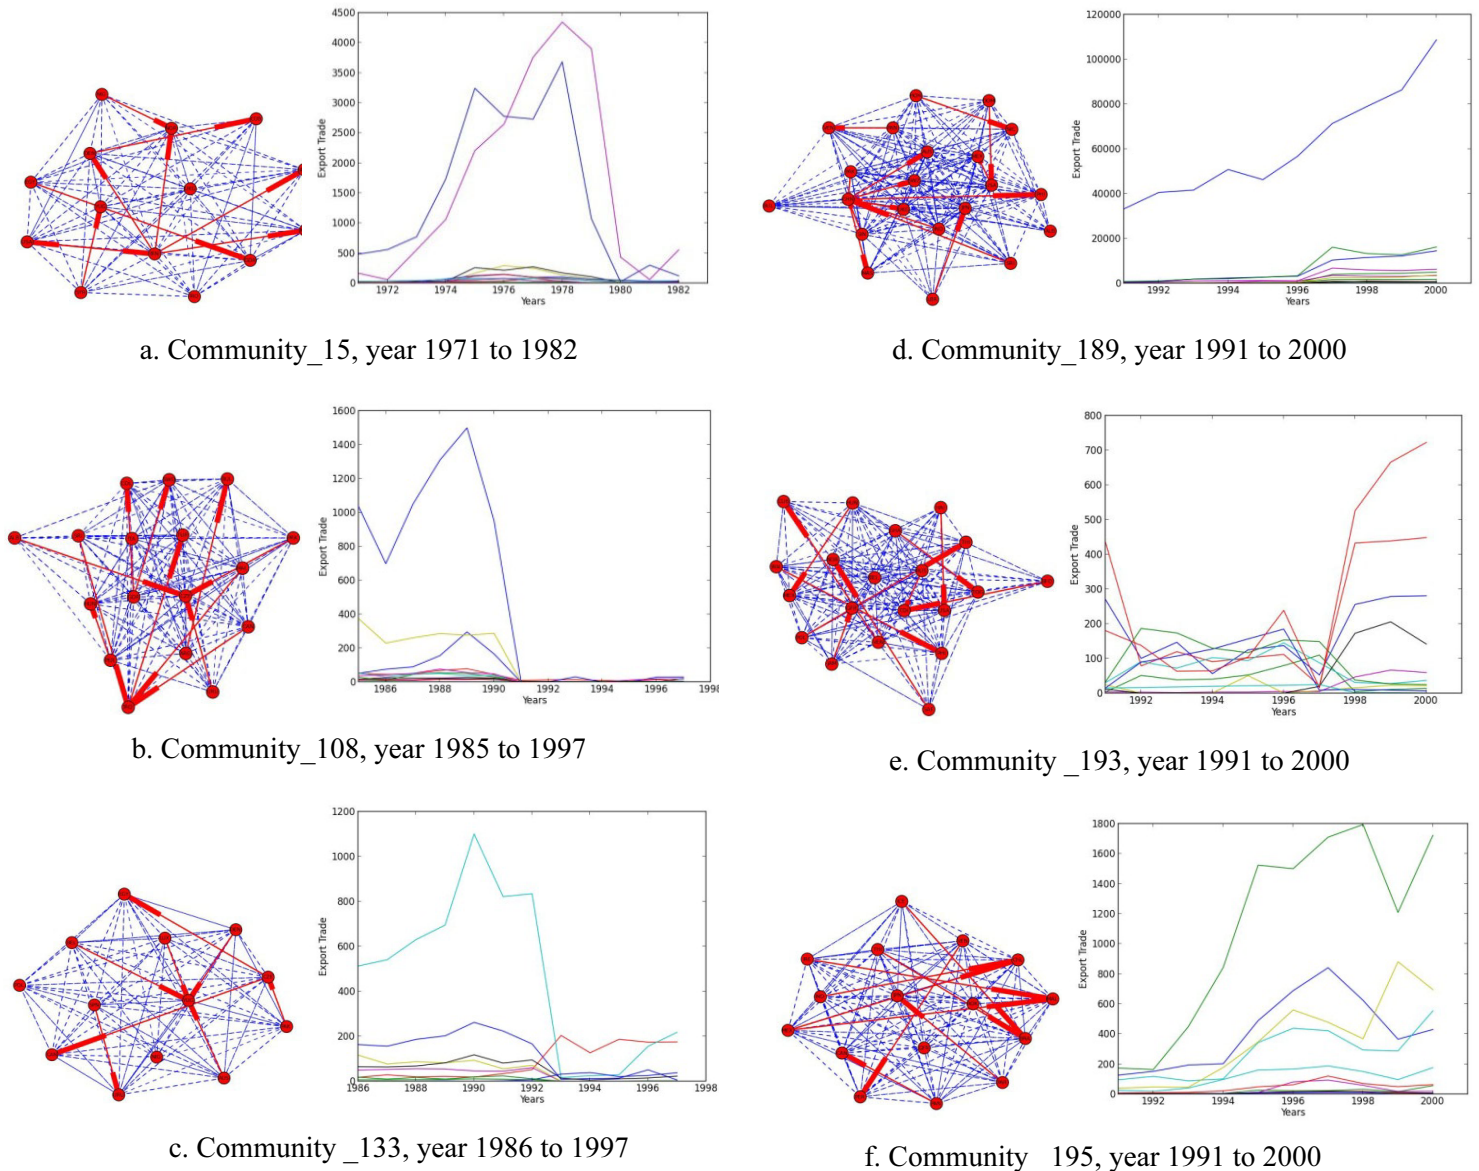 4500
4000
3500
3000
2500
2000
1500
1000
500
0
Export Trade
1972 1974 1976 1978 1980 1982
Years
a. Community_15, year 1971 to 1982
120000
100000
80000
60000
40000
20000
0
Export Trade
1992 1994 1996 1998 2000
Years
d. Community_189, year 1991 to 2000
1600
1400
1200
1000
800
600
400
200
0
Export Trade
1986 1988 1990 1992 1994 1996 1998
Years
b. Community_108, year 1985 to 1997
800
700
600
500
400
300
200
100
0
Export Trade
1992 1994 1996 1998 2000
Years
e. Community _193, year 1991 to 2000
1200
1000
800
600
400
200
0
Export Trade
1986 1988 1990 1992 1994 1996 1998
Years
c. Community _133, year 1986 to 1997
1800
1600
1400
1200
1000
800
600
400
200
0
Export Trade
1992 1994 1996 1998 2000
Years
f. Community _195, year 1991 to 2000